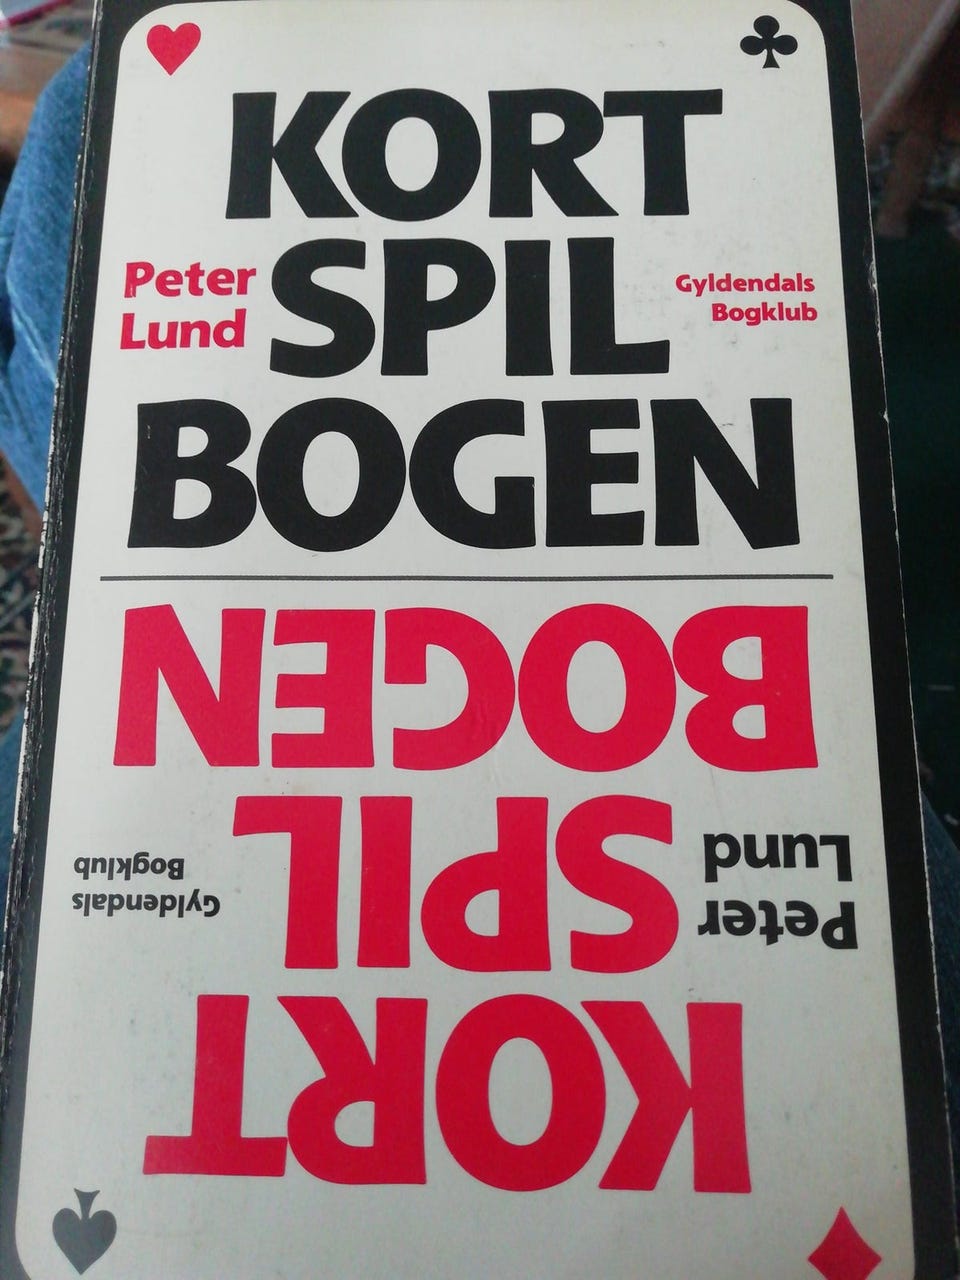 KORT
SPIL
BOGEN
Peter
Lund
Gyldendals
Bogklub
KORT
SPIL
BOGEN
Peter
Lund
Gyldendals
Bogklub